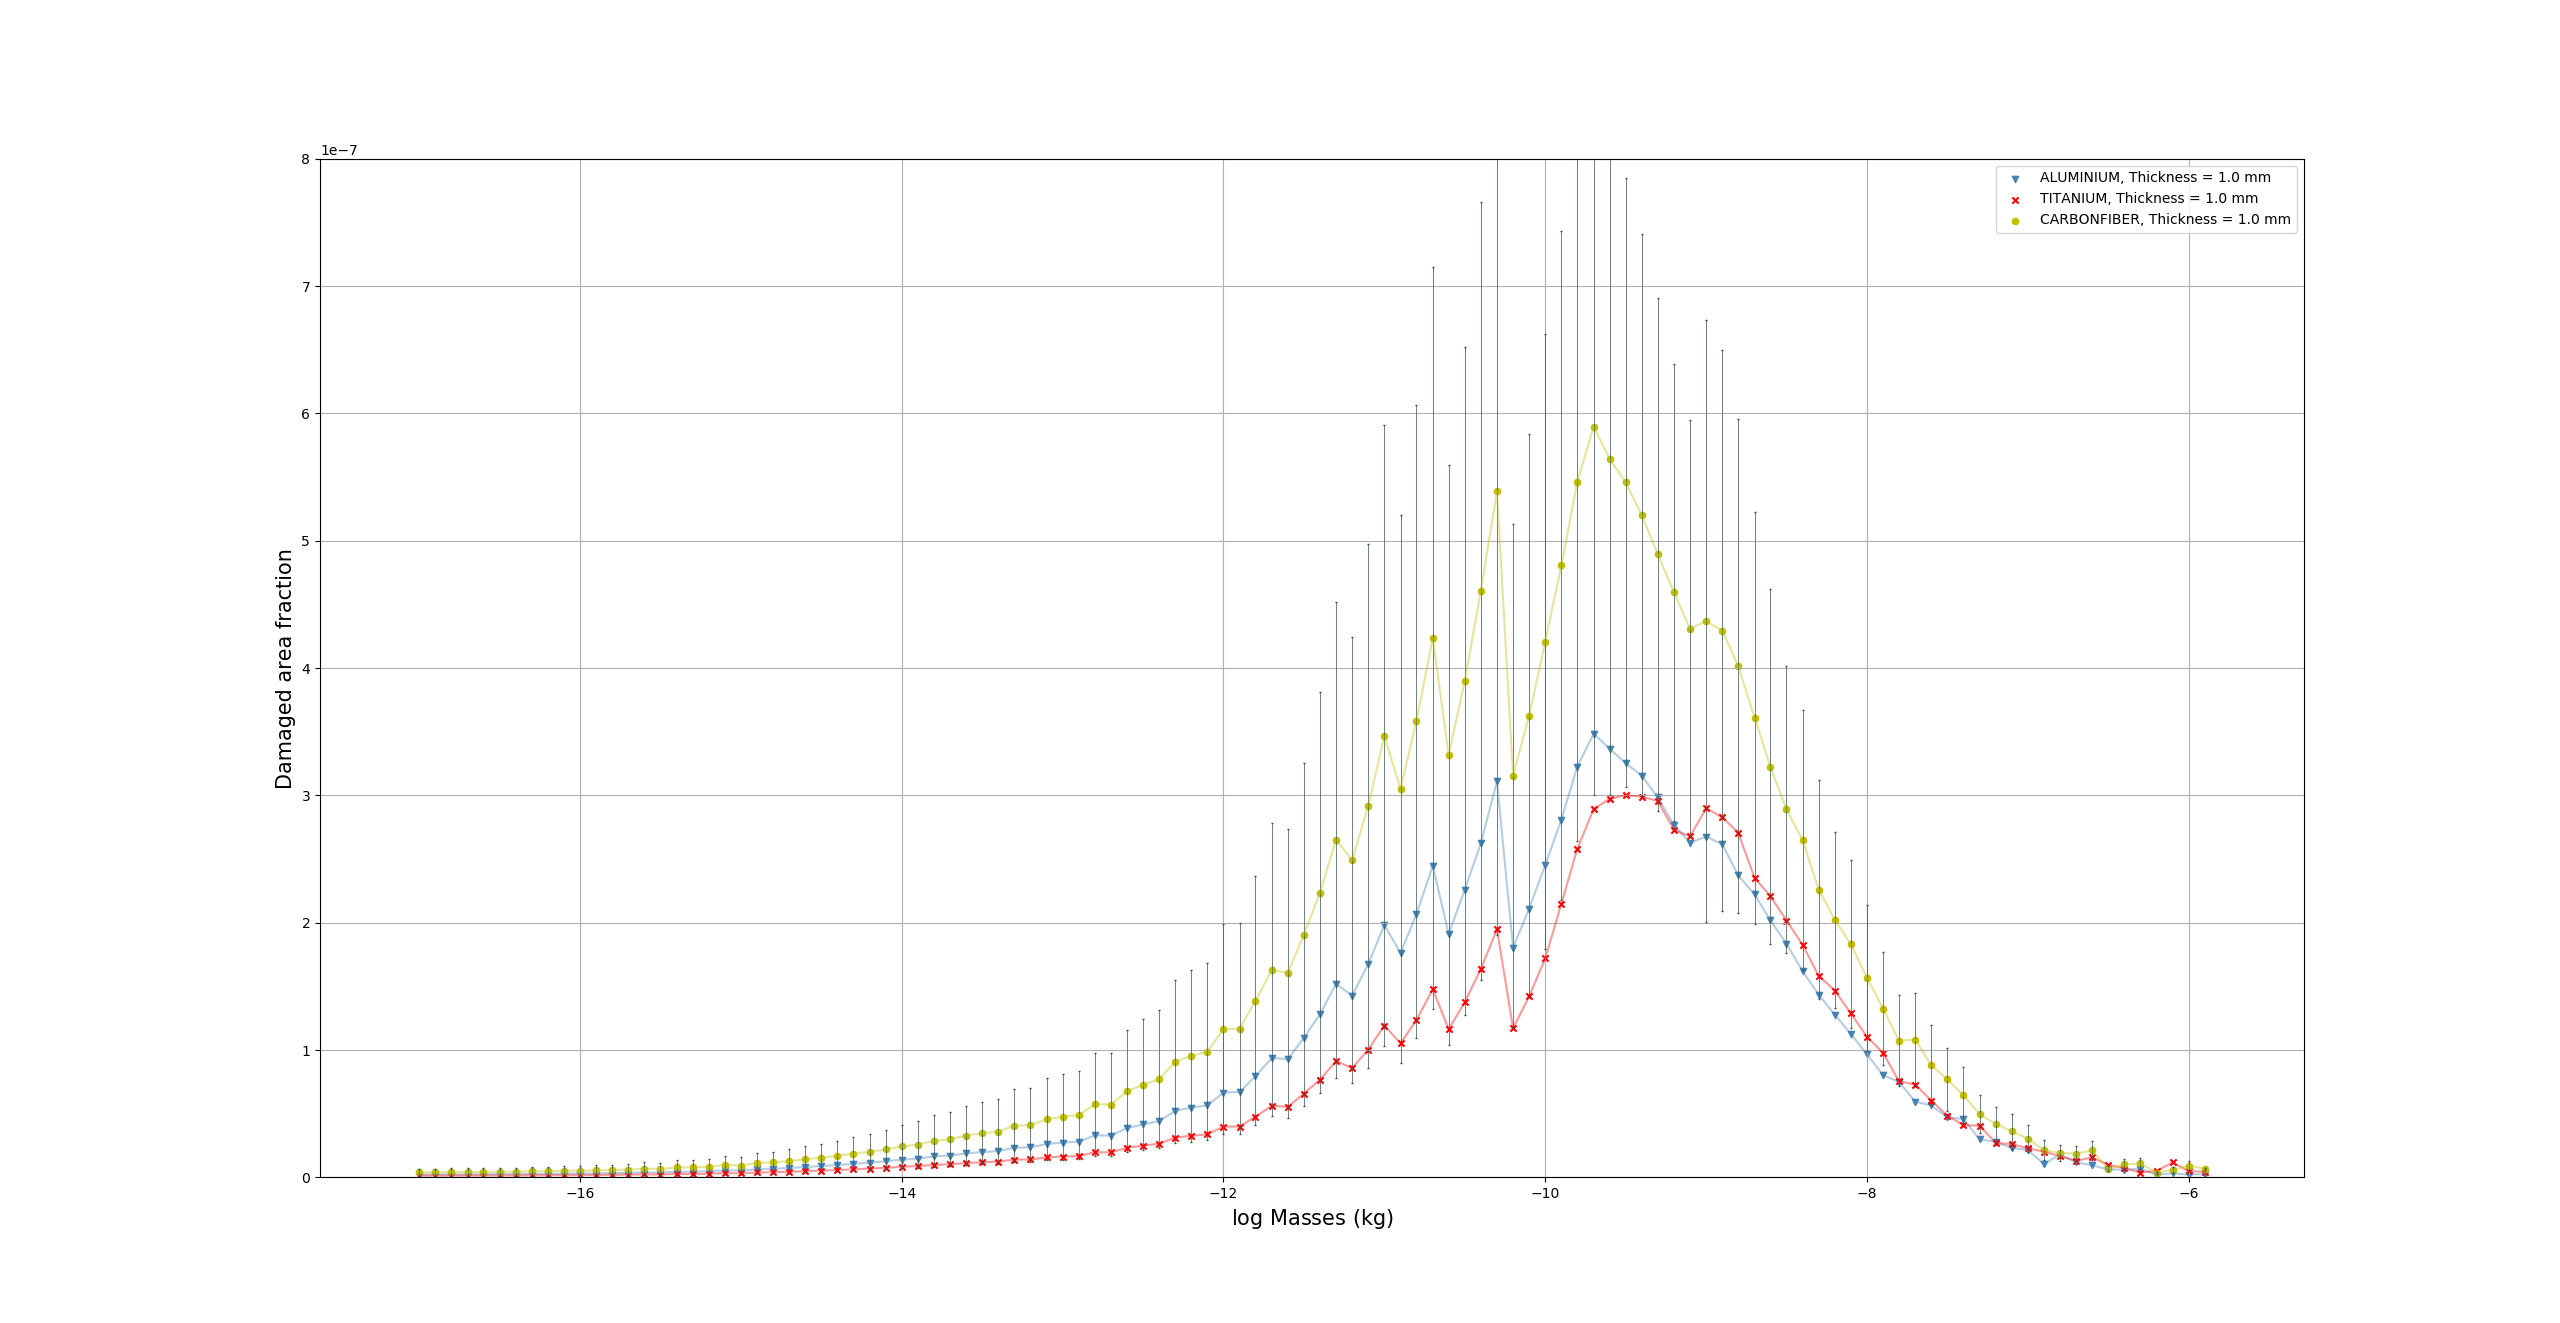 1e−7
8
7
6
5
4
3
2
1
0
Damaged area fraction
−16
−14
−12
−10
−8
−6
log Masses (kg)
ALUMINIUM, Thickness = 1.0 mm
TITANIUM, Thickness = 1.0 mm
CARBONFIBER, Thickness = 1.0 mm